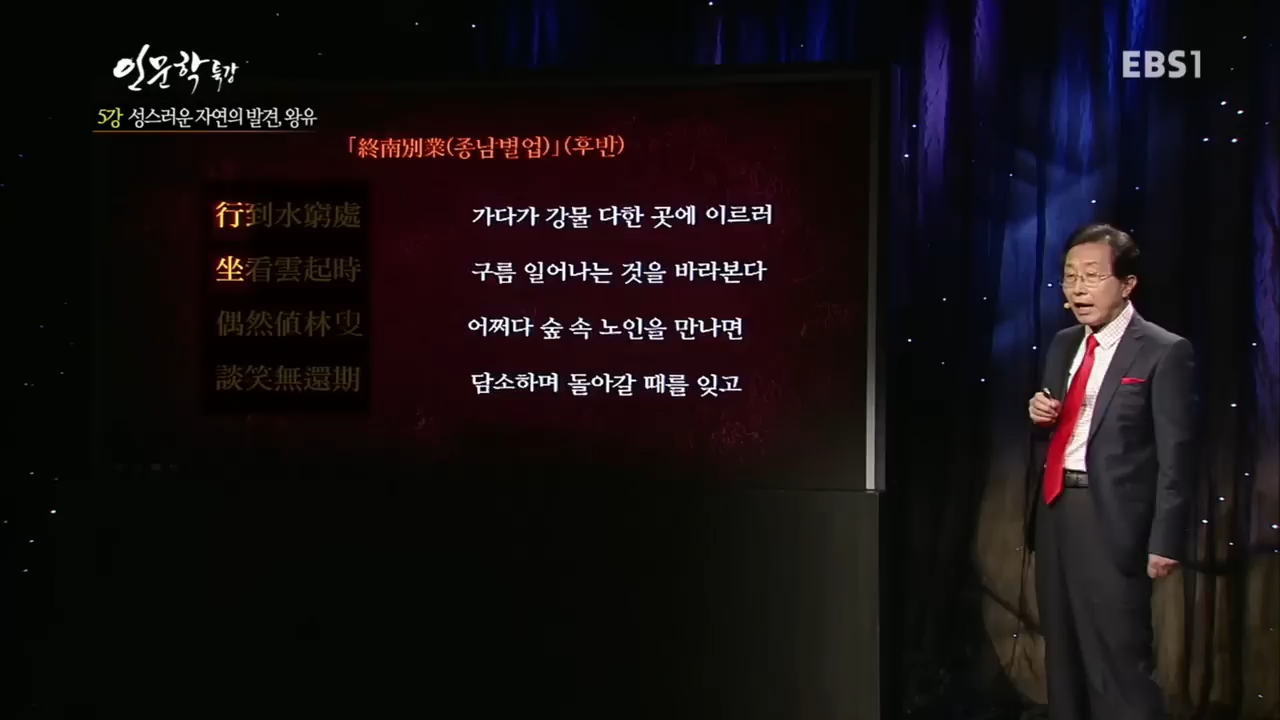 인문학 특강
EBS1
5강 성스러운 자연의 발견, 왕유
「終南別業(종남별업)」(후반)
行到水窮處 가다가 강물 다한 곳에 이르러
坐看雲起時 구름 일어나는 것을 바라본다
偶然値林叟 어쩌다 숲 속 노인을 만나면
談笑無還期 담소하며 돌아갈 때를 잊고